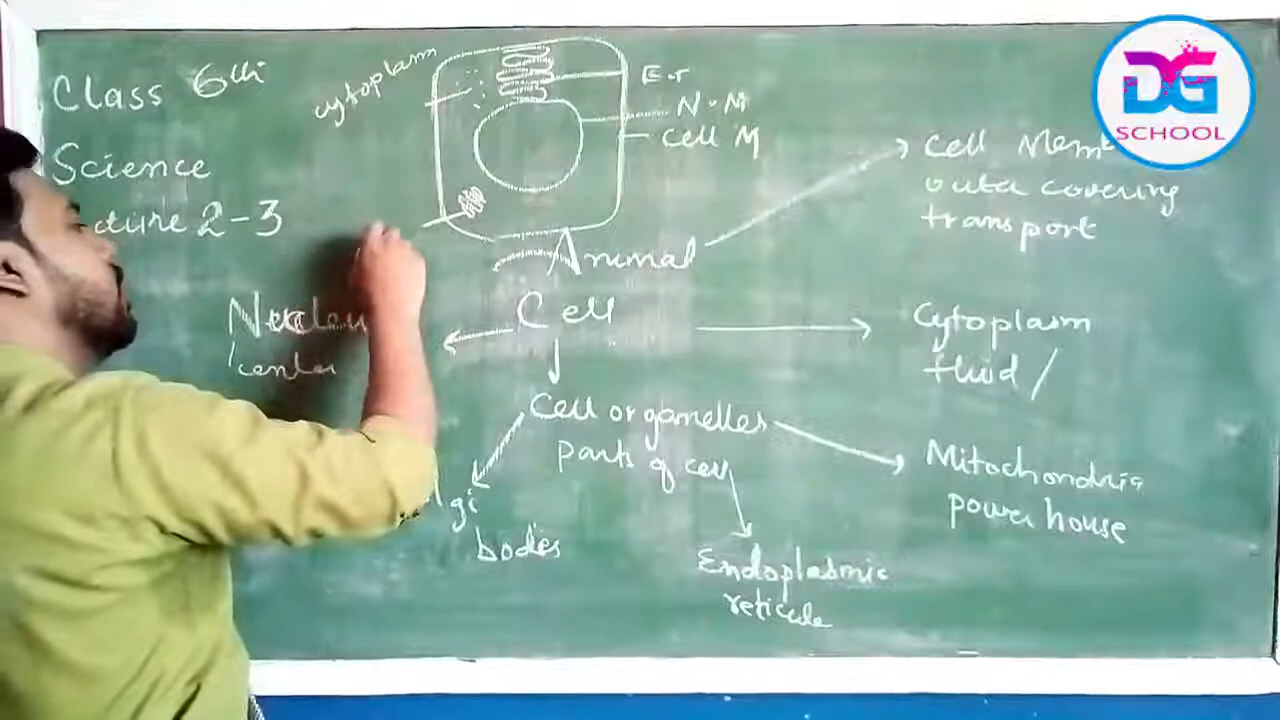 Class 6th
Science
cture 2-3
cytoplasm
E.r
N.M
Cell M
Animal
Cell
Cell Mem
outer covering
transport
Cytoplasm
fluid /
Nucleu
center
Cell organelles
parts of cell
Mitochondria
power house
gi
bodies
Endoplasmic
reticule
DG
SCHOOL